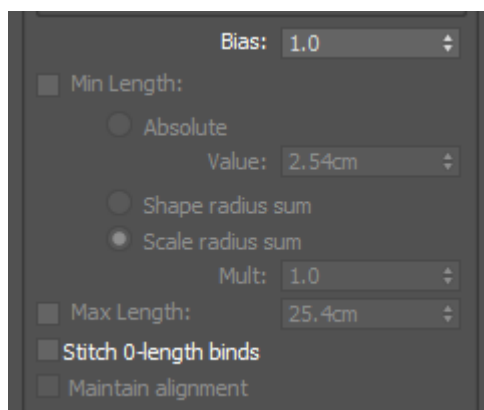 Bias: 1.0
Min Length:
Absolute
Value: 2.54cm
Shape radius sum
Scale radius sum
Mult: 1.0
Max Length: 25.4cm
Stitch 0-length binds
Maintain alignment